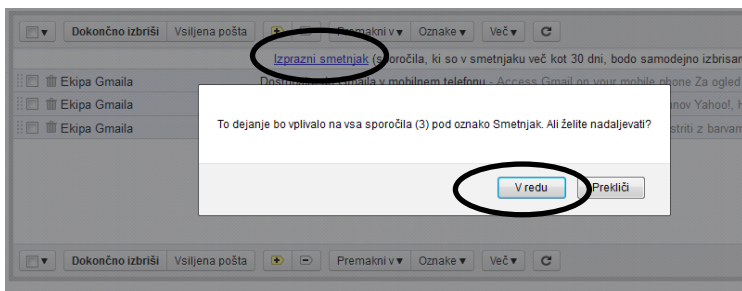 Dokončno izbriši Vsiljena pošta Premakni v Oznake Več
Izprazni smetnjak (sporočila, ki so v smetnjaku več kot 30 dni, bodo samodejno izbrisan
Ekipa Gmaila Gmaila v mobilnem telefonu - Access Gmail on your mobile phone Za ogled
Ekipa Gmaila nov Yahoo!, H
Ekipa Gmaila striti z barvam
To dejanje bo vplivalo na vsa sporočila (3) pod oznako Smetnjak. Ali želite nadaljevati?
V redu Prekliči
Dokončno izbriši Vsiljena pošta Premakni v Oznake Več